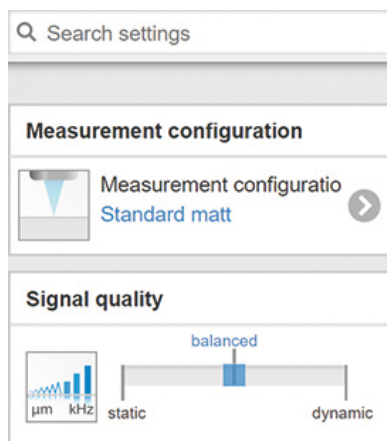 Search settings
Measurement configuration
Measurement configuratio
Standard matt
Signal quality
balanced
µm kHz
static dynamic